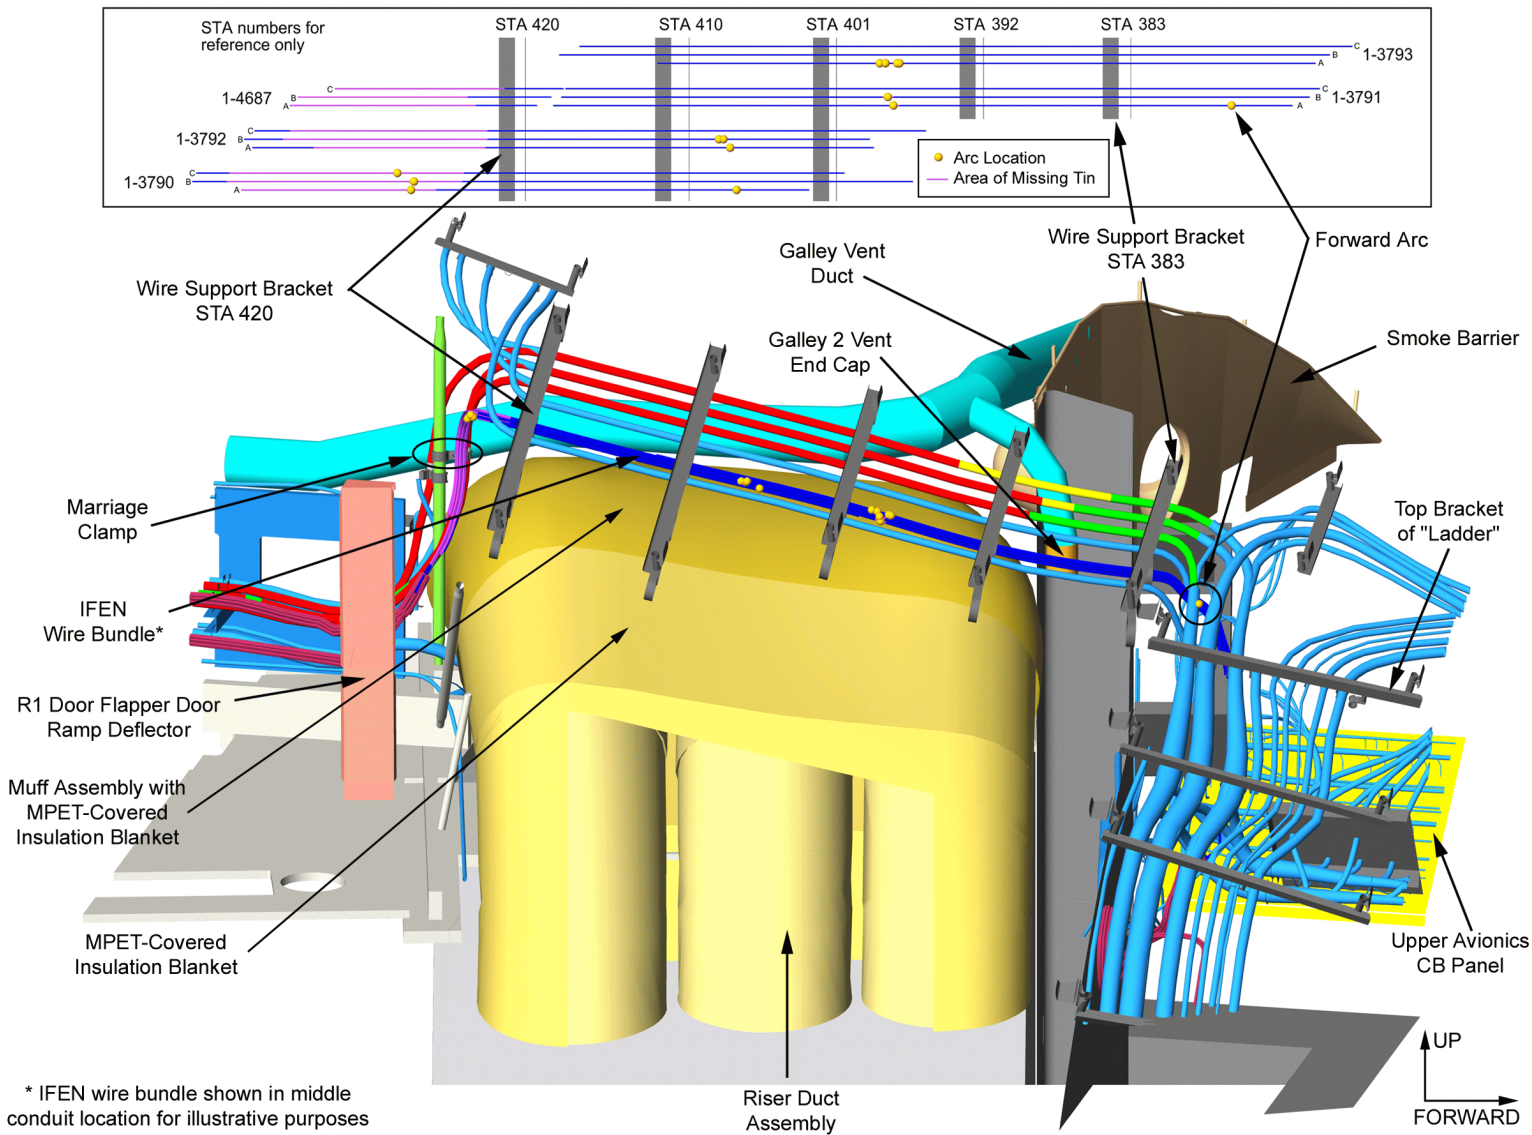 STA numbers for
reference only
STA 420
STA 410
STA 401
STA 392
STA 383
C
B
A
1-3793
C
1-4687
B
A
C
B
A
1-3791
1-3792
C
B
A
1-3790
C
B
A
Arc Location
Area of Missing Tin
Wire Support Bracket
STA 420
Galley Vent
Duct
Wire Support Bracket
STA 383
Forward Arc
Galley 2 Vent
End Cap
Smoke Barrier
Marriage
Clamp
Top Bracket
of "Ladder"
IFEN
Wire Bundle*
R1 Door Flapper Door
Ramp Deflector
Muff Assembly with
MPET-Covered
Insulation Blanket
MPET-Covered
Insulation Blanket
Upper Avionics
CB Panel
Riser Duct
Assembly
UP
FORWARD
* IFEN wire bundle shown in middle
conduit location for illustrative purposes